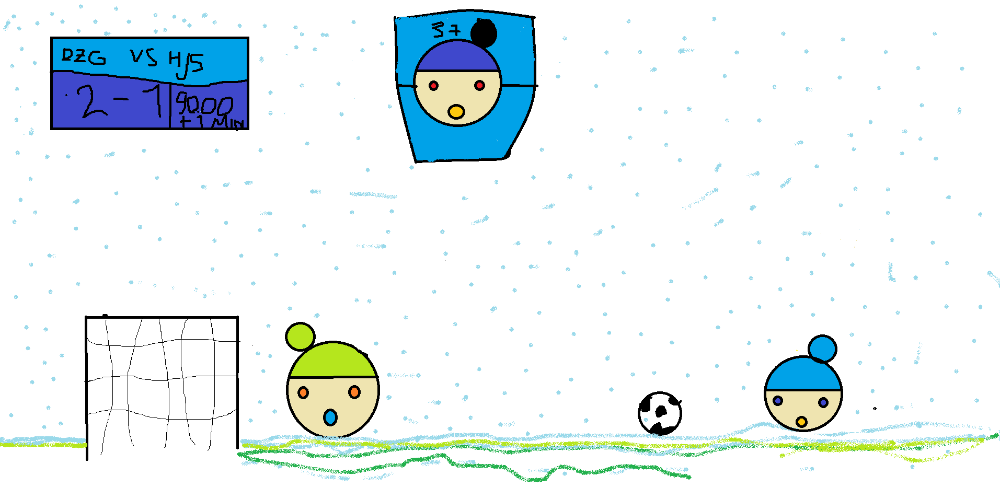 DZG VS HJS
2 - 1
90.00
+ 1 MIN
37